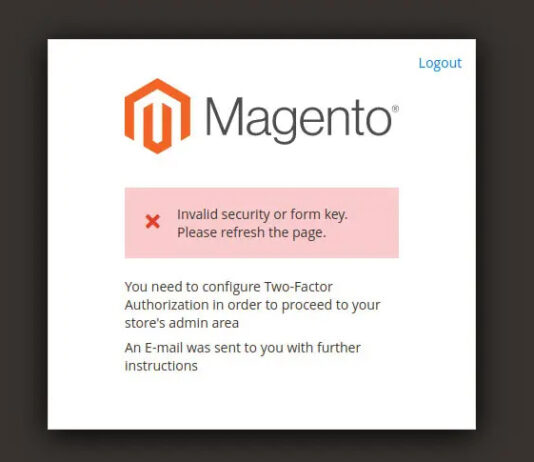 Logout
Magento®
Invalid security or form key.
Please refresh the page.
You need to configure Two-Factor
Authorization in order to proceed to your
store's admin area
An E-mail was sent to you with further
instructions